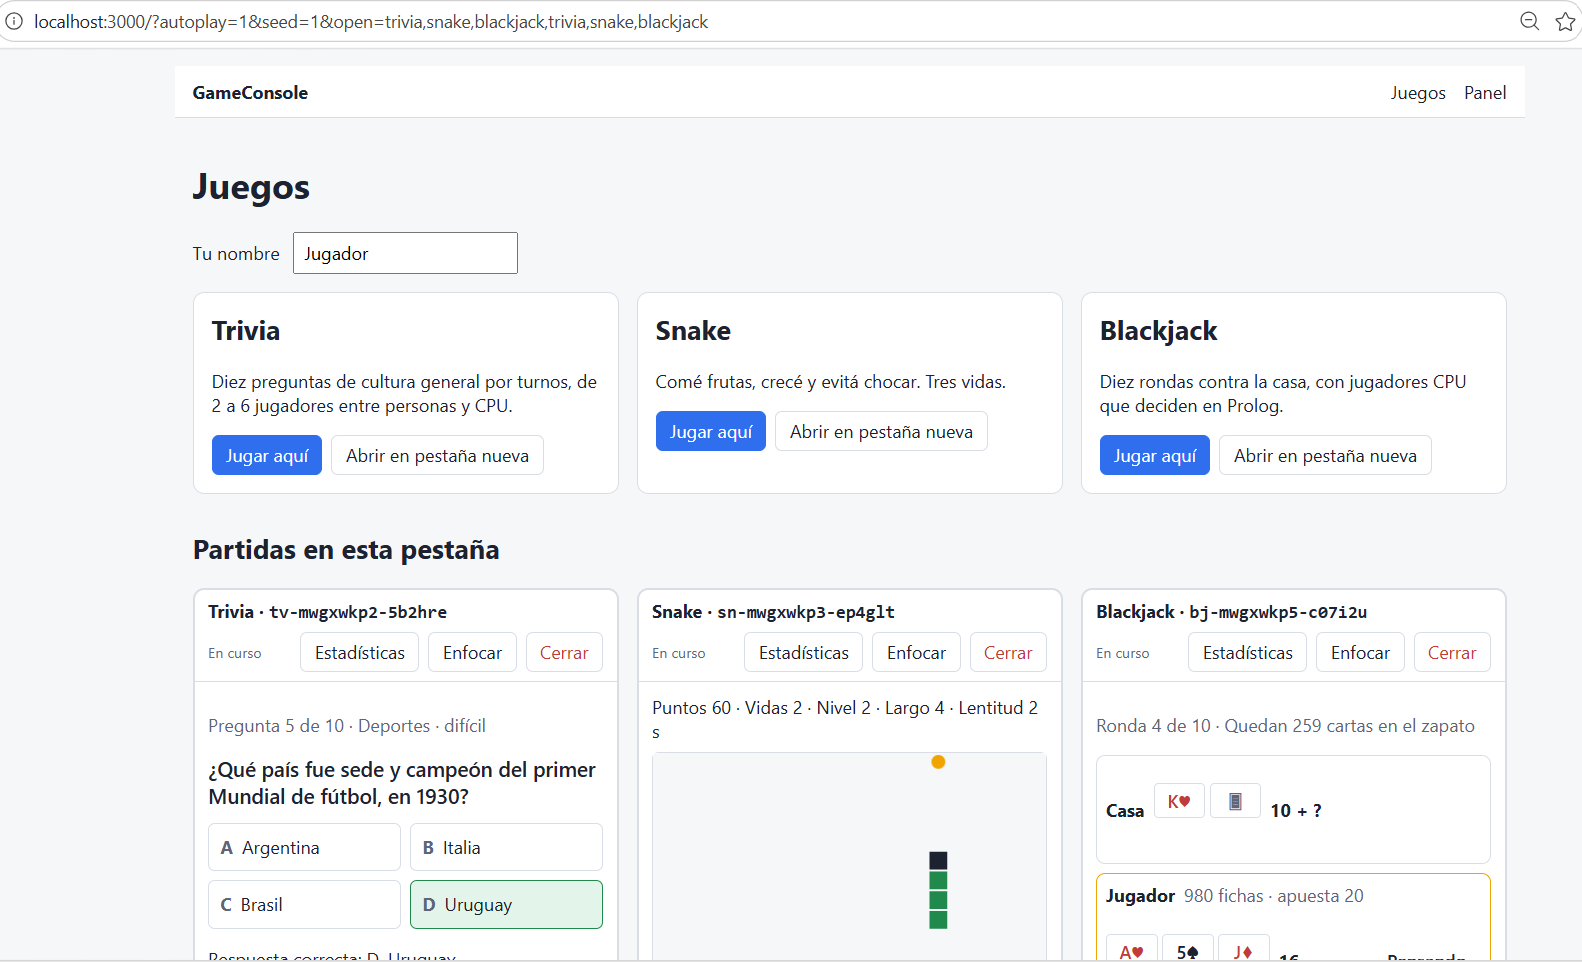 localhost:3000/?autoplay=1&seed=1&open=trivia,snake,blackjack,trivia,snake,blackjack
GameConsole
Juegos
Panel
Juegos
Tu nombre
Jugador
Trivia
Diez preguntas de cultura general por turnos, de
2 a 6 jugadores entre personas y CPU.
Jugar aquí
Abrir en pestaña nueva
Snake
Comé frutas, crecé y evitá chocar. Tres vidas.
Jugar aquí
Abrir en pestaña nueva
Blackjack
Diez rondas contra la casa, con jugadores CPU
que deciden en Prolog.
Jugar aquí
Abrir en pestaña nueva
Partidas en esta pestaña
Trivia · tv-mwgxwkp2-5b2hre
En curso
Estadísticas
Enfocar
Cerrar
Pregunta 5 de 10 · Deportes · difícil
¿Qué país fue sede y campeón del primer
Mundial de fútbol, en 1930?
A Argentina
B Italia
C Brasil
D Uruguay
Respuesta correcta: D. Uruguay
Snake · sn-mwgxwkp3-ep4glt
En curso
Estadísticas
Enfocar
Cerrar
Puntos 60 · Vidas 2 · Nivel 2 · Largo 4 · Lentitud 2
s
Blackjack · bj-mwgxwkp5-c07i2u
En curso
Estadísticas
Enfocar
Cerrar
Ronda 4 de 10 · Quedan 259 cartas en el zapato
Casa
K♥
10 + ?
Jugador 980 fichas · apuesta 20
A♥
5♠
J♦
16